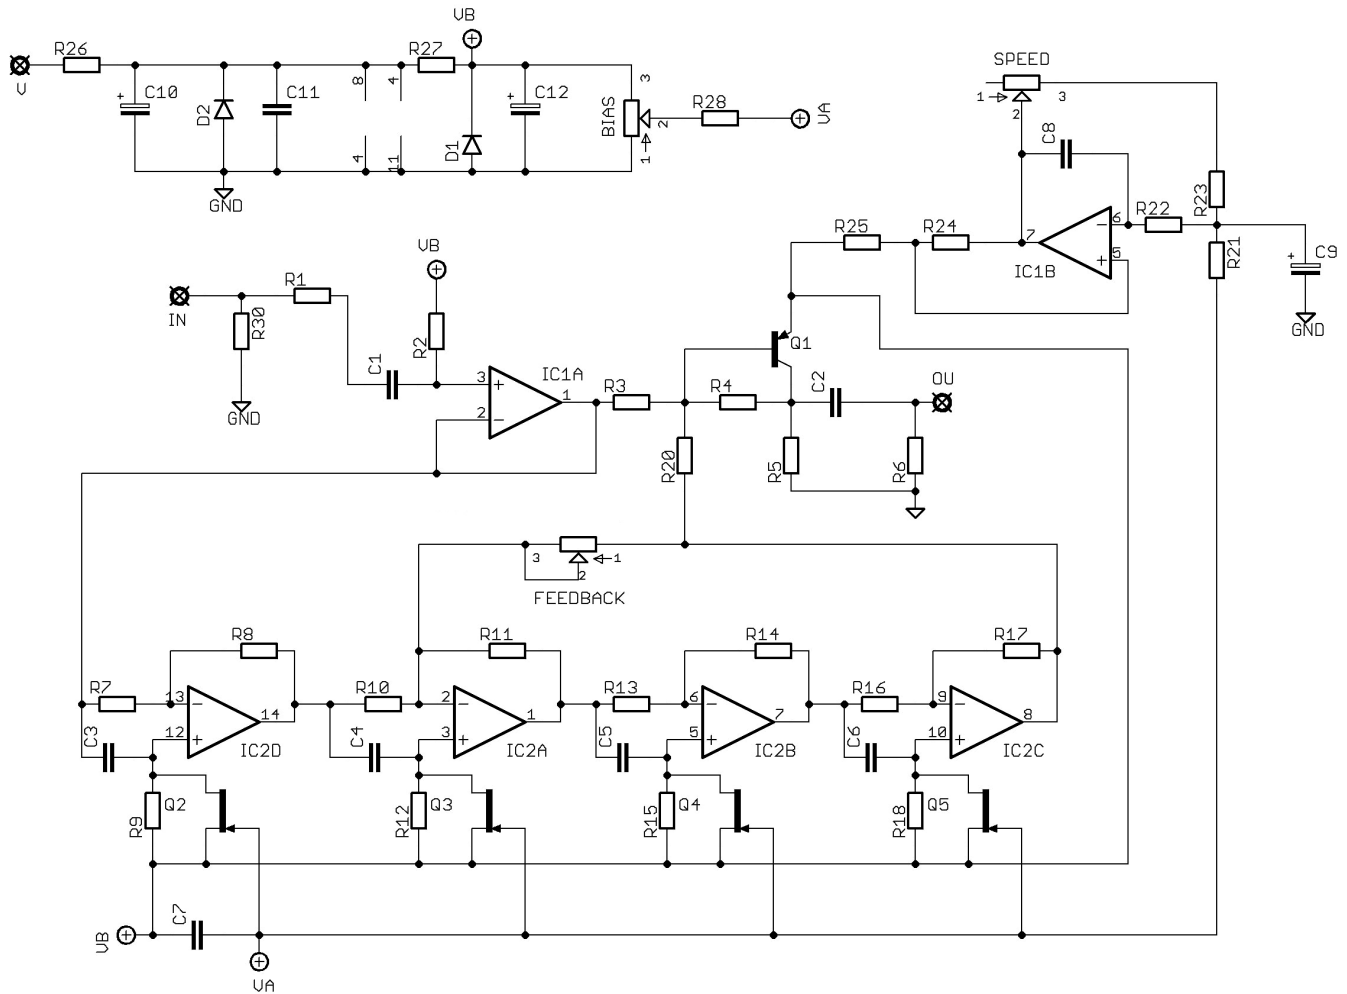 VB
SPEED
R26
R27
1
3
V
8
4
3
2
+
C10
C11
+
C12
R28
VA
C8
D2
BIAS
2
4
11
D1
1
R23
GND
R25
R24
7
6
R22
VB
5
R21
C9
+
IC1B
R1
IN
R30
R2
Q1
GND
C1
IC1A
R3
R4
C2
OU
3
1
GND
2
R20
R5
R6
3
1
2
FEEDBACK
R8
R11
R14
R17
R7
13
R10
2
R13
6
R16
9
14
1
7
8
C3
12
C4
3
C5
5
C6
10
IC2D
IC2A
IC2B
IC2C
R9
Q2
R12
Q3
R15
Q4
R18
Q5
C7
VB
VA